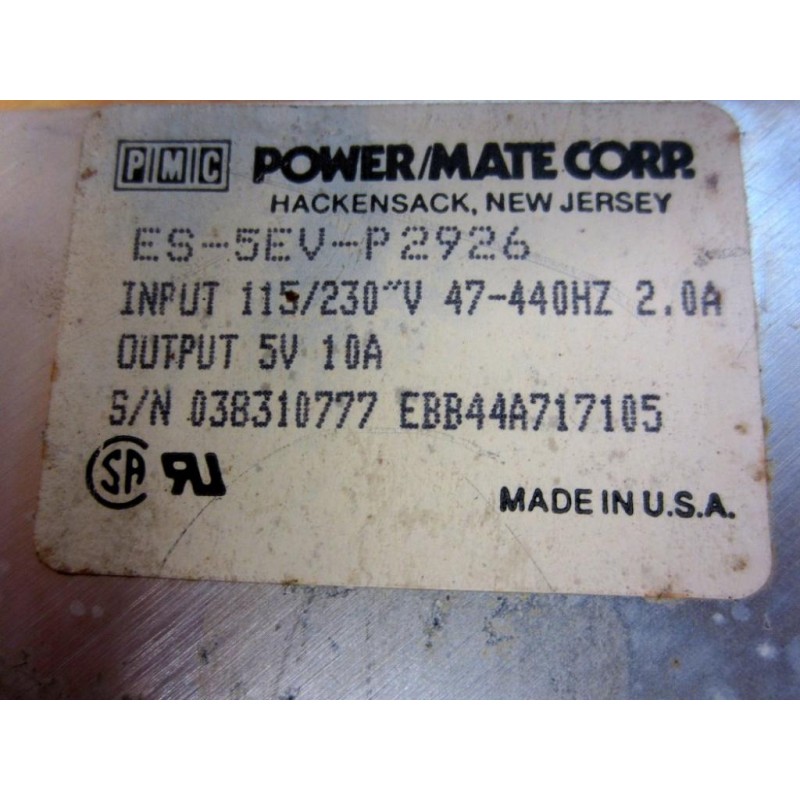 PMC POWER/MATE CORP.
HACKENSACK, NEW JERSEY
ES-5EV-P2926
INPUT 115/230~V 47-440HZ 2.0A
OUTPUT 5V 10A
S/N 038310777 EBB44A717105
SA RU
MADE IN U.S.A.